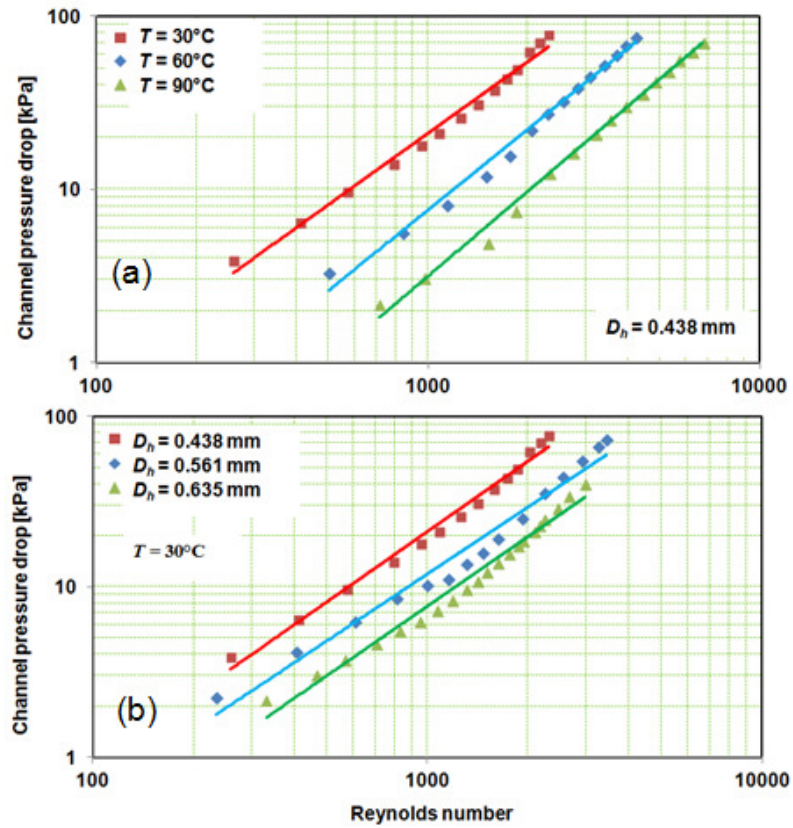 100
T = 30°C
T = 60°C
T = 90°C
Channel pressure drop [kPa]
10
(a)
D_h = 0.438 mm
1
100
1000
10000
100
D_h = 0.438 mm
D_h = 0.561 mm
D_h = 0.635 mm
Channel pressure drop [kPa]
T = 30°C
10
(b)
1
100
1000
10000
Reynolds number